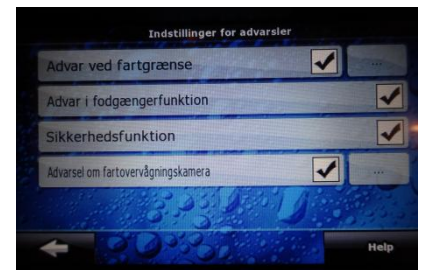 Indstillinger for advarsler
Advar ved fartgrænse
...
Advar i fodgængerfunktion
Sikkerhedsfunktion
Advarsel om fartovervågningskamera
...
Help